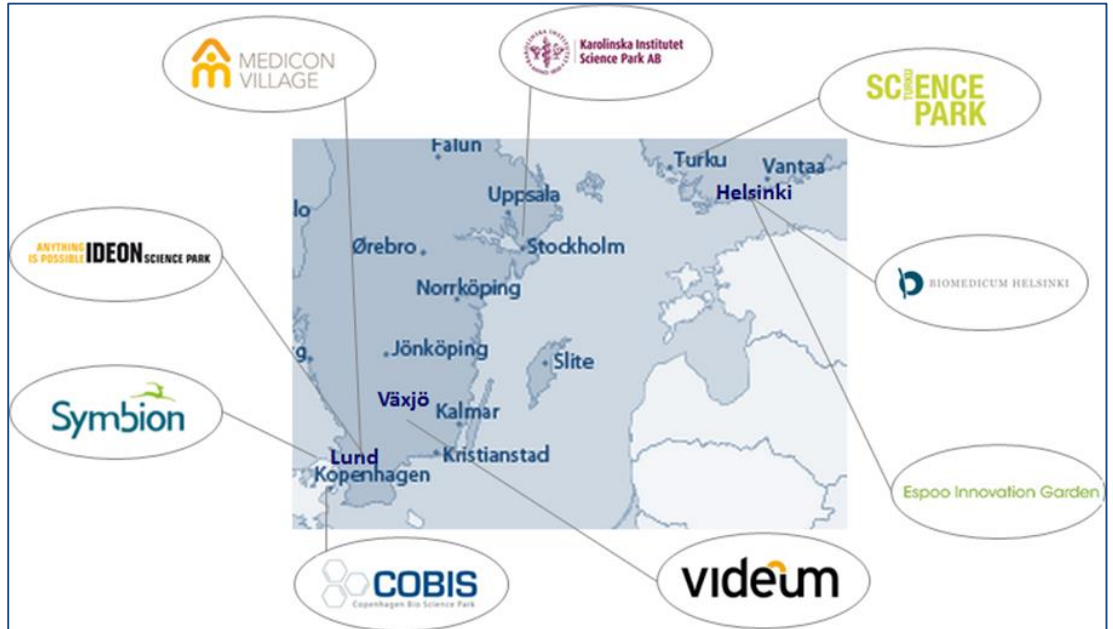 MEDICON
VILLAGE
Karolinska Institutet
Science Park AB
SCIENCE
TURKU
PARK
Falun
Turku
Vantaa
Helsinki
Uppsala
lo
Ørebro
Stockholm
ANYTHING
IS POSSIBLE IDEON SCIENCE PARK
BIOMEDICUM HELSINKI
Norrköping
g
Jönköping
Slite
Symbion
Växjö
Kalmar
Lund
Kristianstad
Kopenhagen
Espoo Innovation Garden
COBIS
Copenhagen Bio Science Park
videum